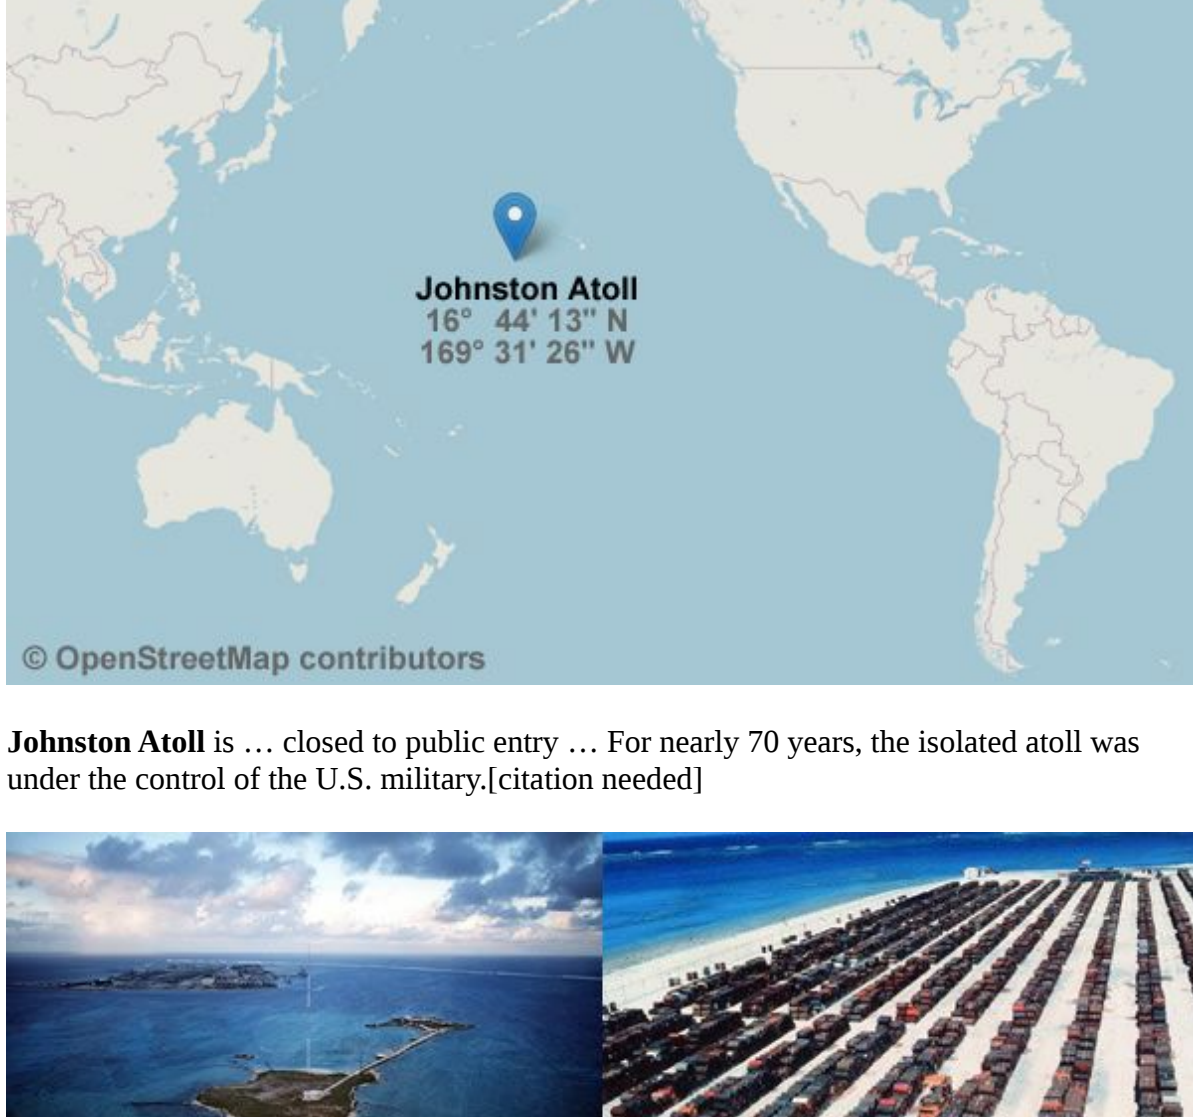 Johnston Atoll
16° 44' 13" N
169° 31' 26" W
© OpenStreetMap contributors
Johnston Atoll is … closed to public entry … For nearly 70 years, the isolated atoll was
under the control of the U.S. military.[citation needed]